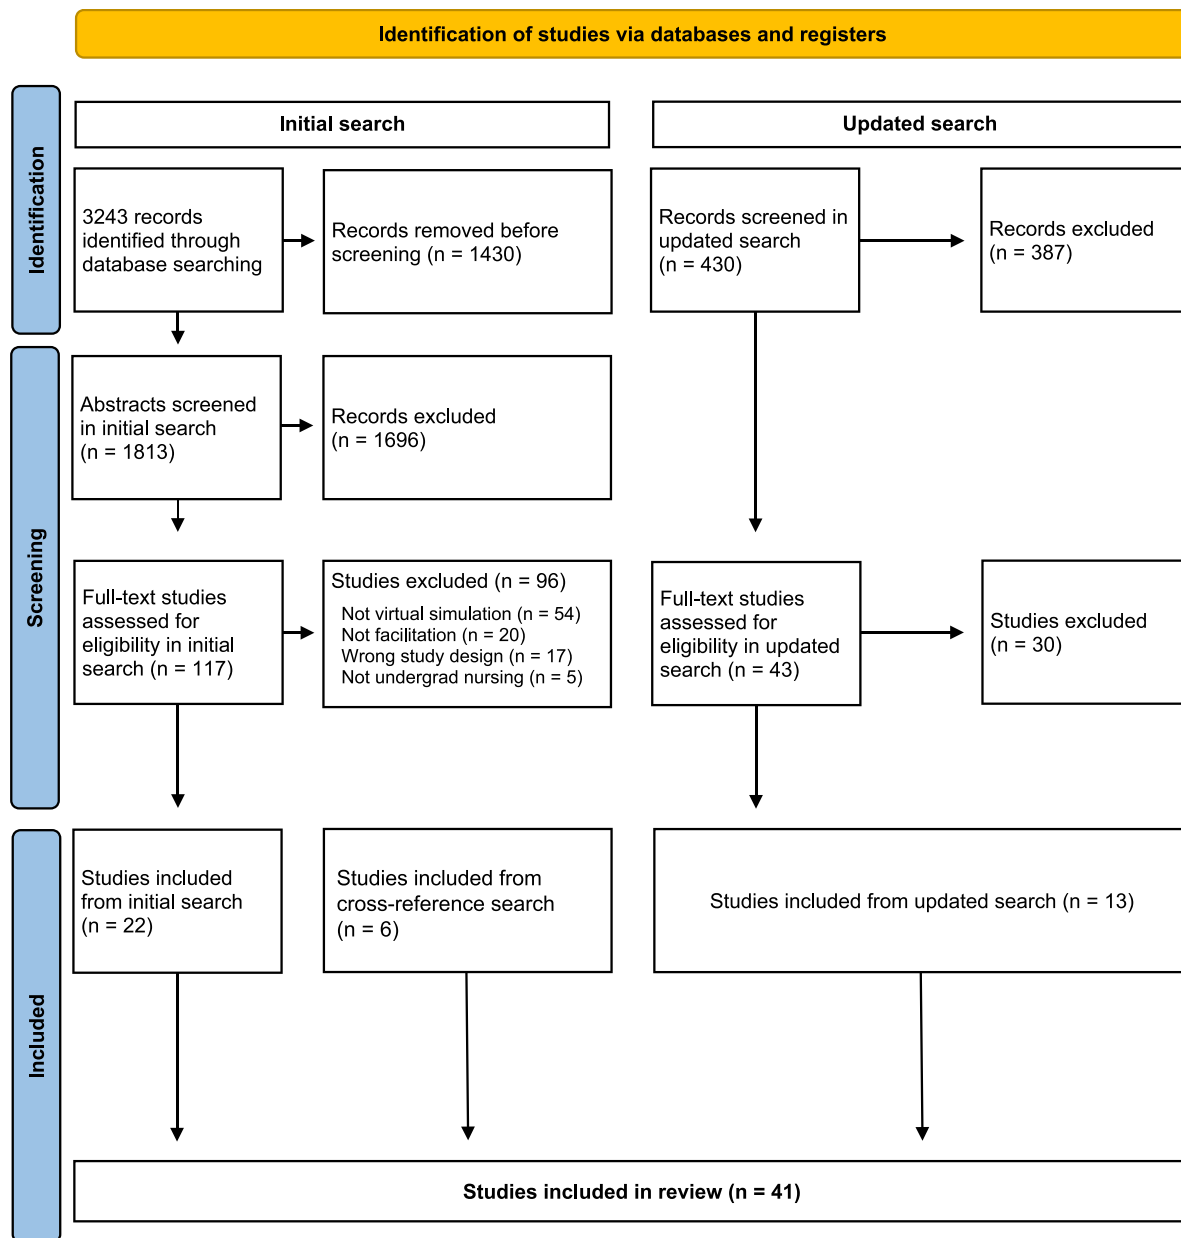 Identification of studies via databases and registers
Identification
Initial search
Updated search
3243 records
identified through
database searching
Records removed before
screening (n = 1430)
Records screened in
updated search
(n = 430)
Records excluded
(n = 387)
Screening
Abstracts screened
in initial search
(n = 1813)
Records excluded
(n = 1696)
Full-text studies
assessed for
eligibility in initial
search (n = 117)
Studies excluded (n = 96)
Not virtual simulation (n = 54)
Not facilitation (n = 20)
Wrong study design (n = 17)
Not undergrad nursing (n = 5)
Full-text studies
assessed for
eligibility in updated
search (n = 43)
Studies excluded
(n = 30)
Included
Studies included
from initial search
(n = 22)
Studies included from
cross-reference search
(n = 6)
Studies included from updated search (n = 13)
Studies included in review (n = 41)